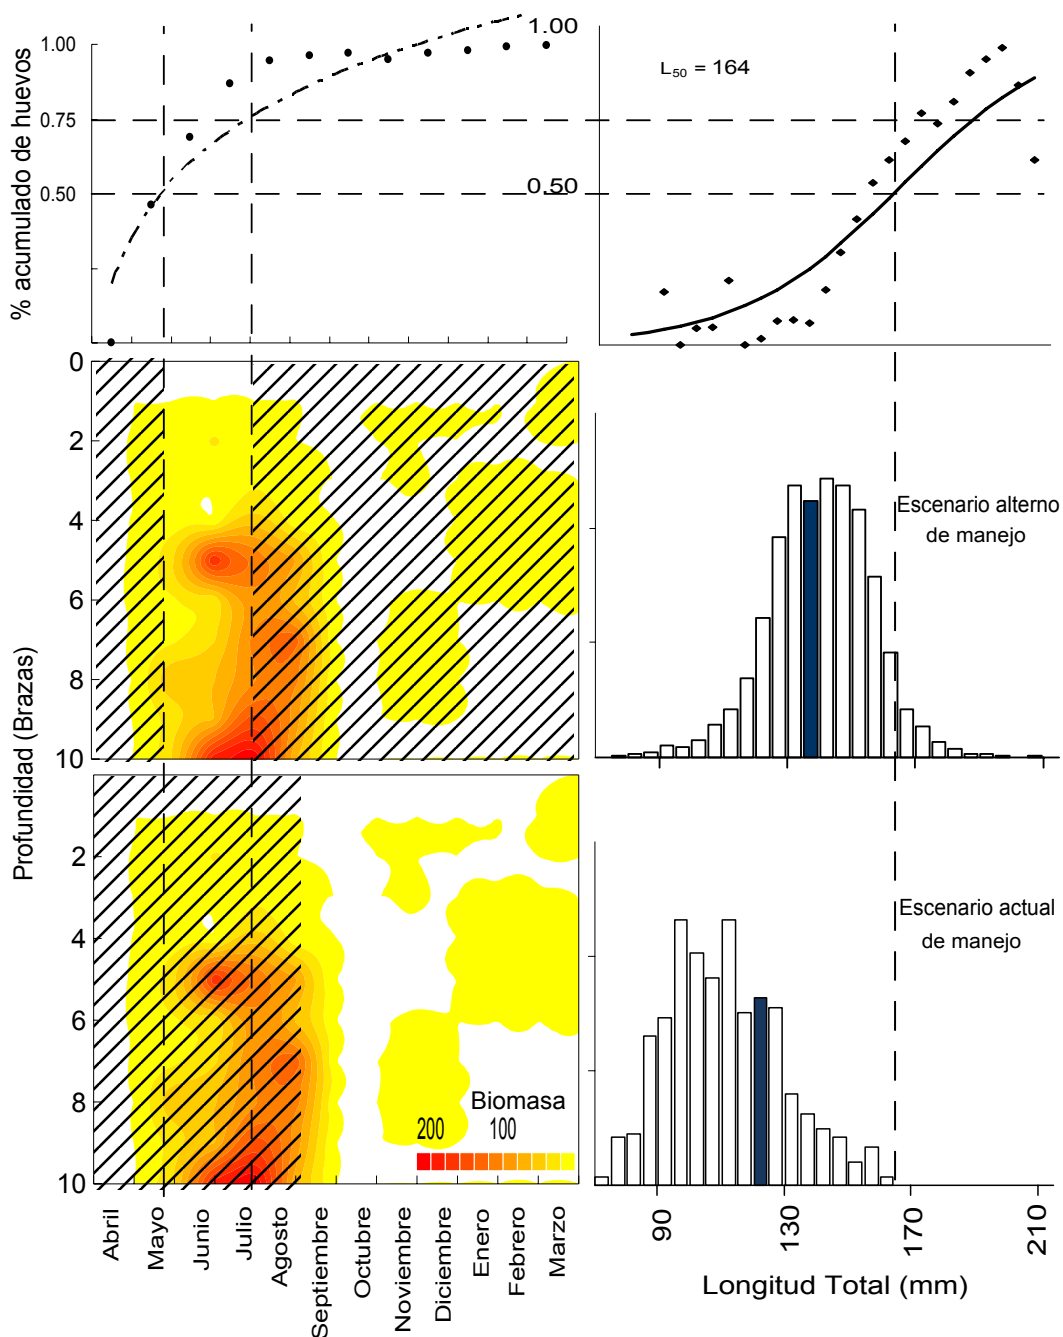 % acumulado de huevos
1.00
0.75
0.50
1.00
0.50
L50 = 164
Profundidad (Brazas)
0
2
4
6
8
10
Escenario alterno
de manejo
2
4
6
8
10
Biomasa
200 100
Escenario actual
de manejo
Abril
Mayo
Junio
Julio
Agosto
Septiembre
Octubre
Noviembre
Diciembre
Enero
Febrero
Marzo
90
130
170
210
Longitud Total (mm)